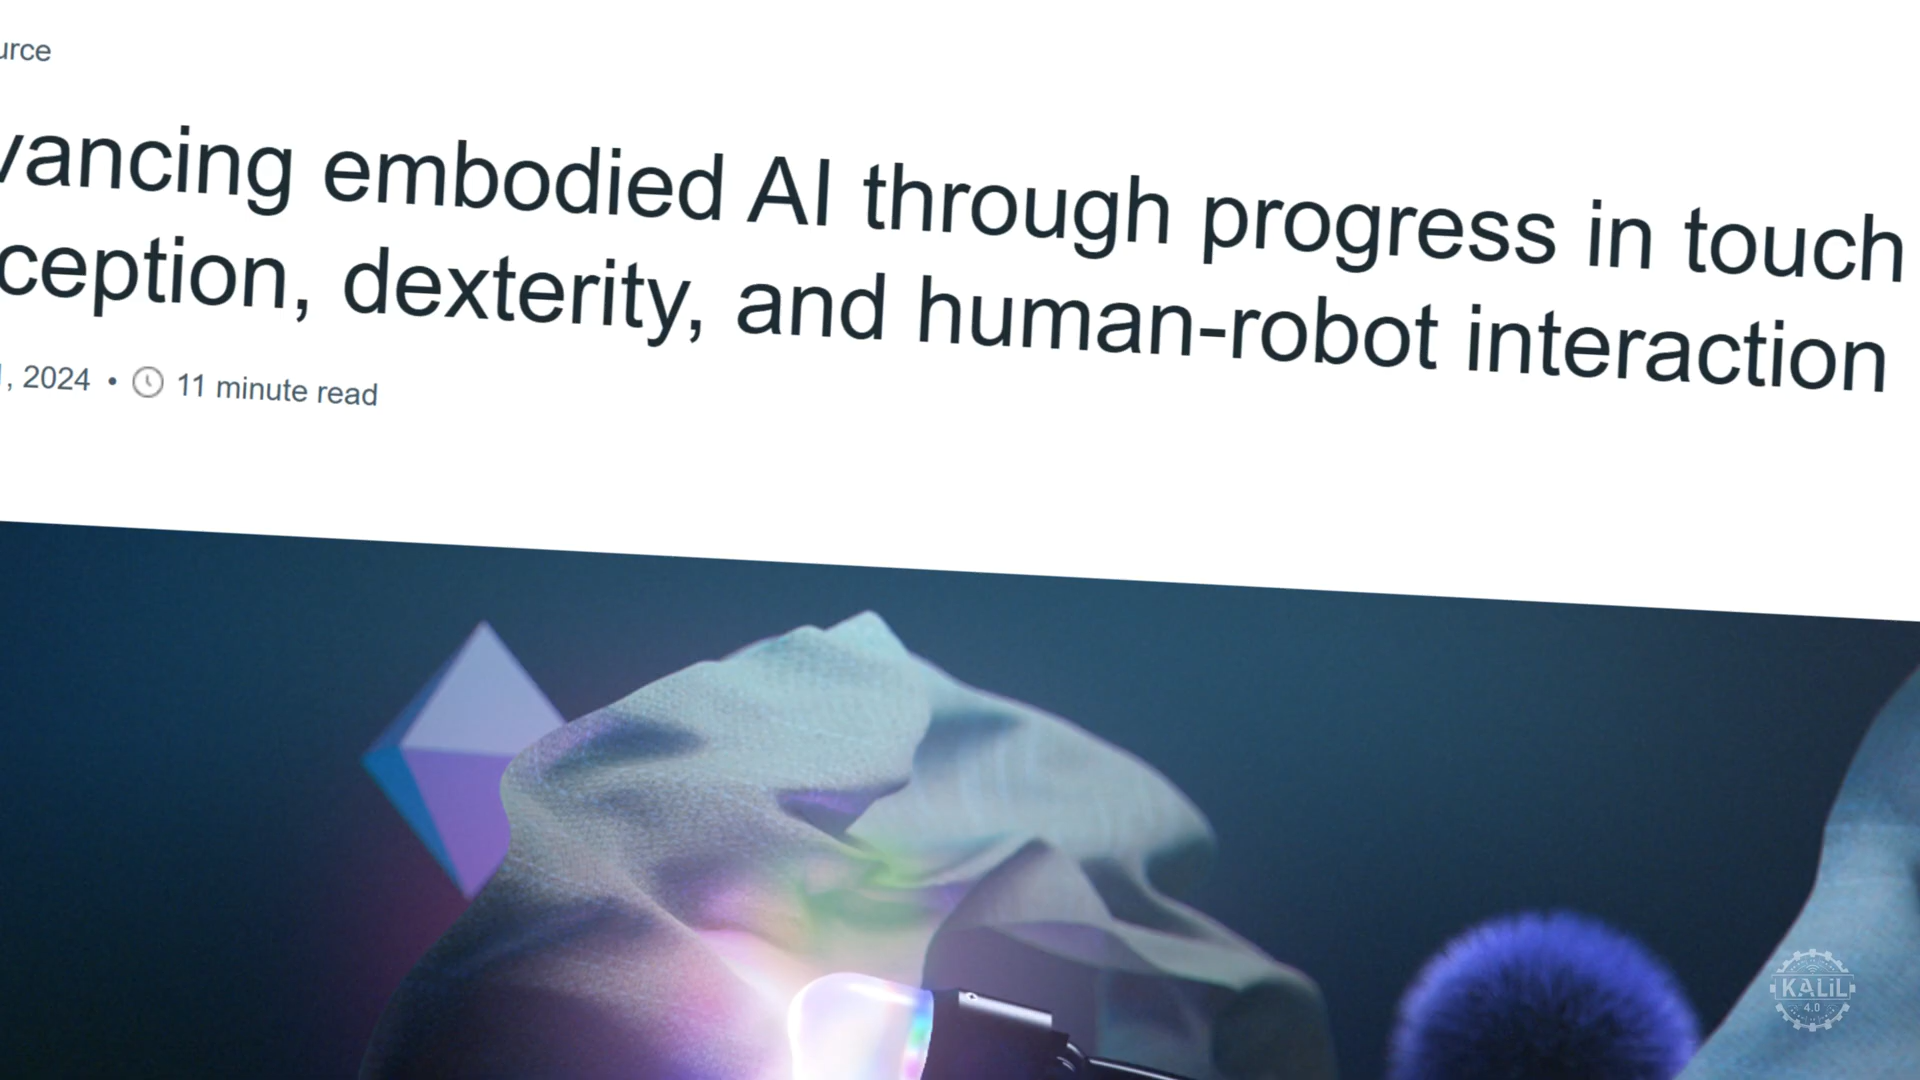 urce
vancing embodied AI through progress in touch
ception, dexterity, and human-robot interaction
, 2024 • 11 minute read
KALiL
4.0